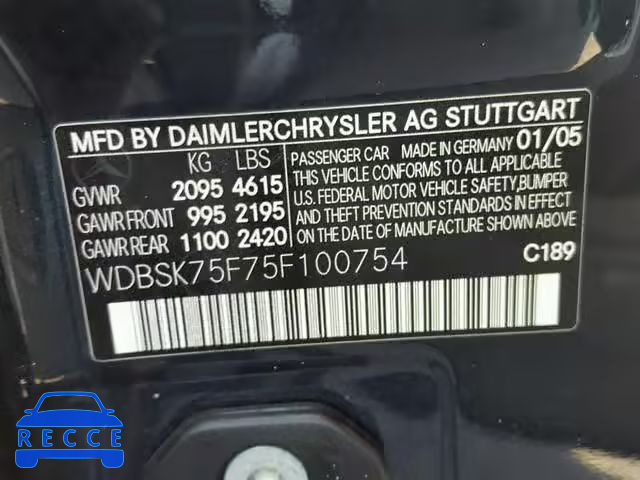 MFD BY DAIMLERCHRYSLER AG STUTTGART
KG LBS
GVWR 2095 4615
GAWR FRONT 995 2195
GAWR REAR 1100 2420
PASSENGER CAR MADE IN GERMANY 01/05
THIS VEHICLE CONFORMS TO ALL APPLICABLE
U.S. FEDERAL MOTOR VEHICLE SAFETY,BUMPER
AND THEFT PREVENTION STANDARDS IN EFFECT
ON THE DATE OF MANUFACTURE SHOWN ABOVE.
WDBSK75F75F100754
C189
RECCE